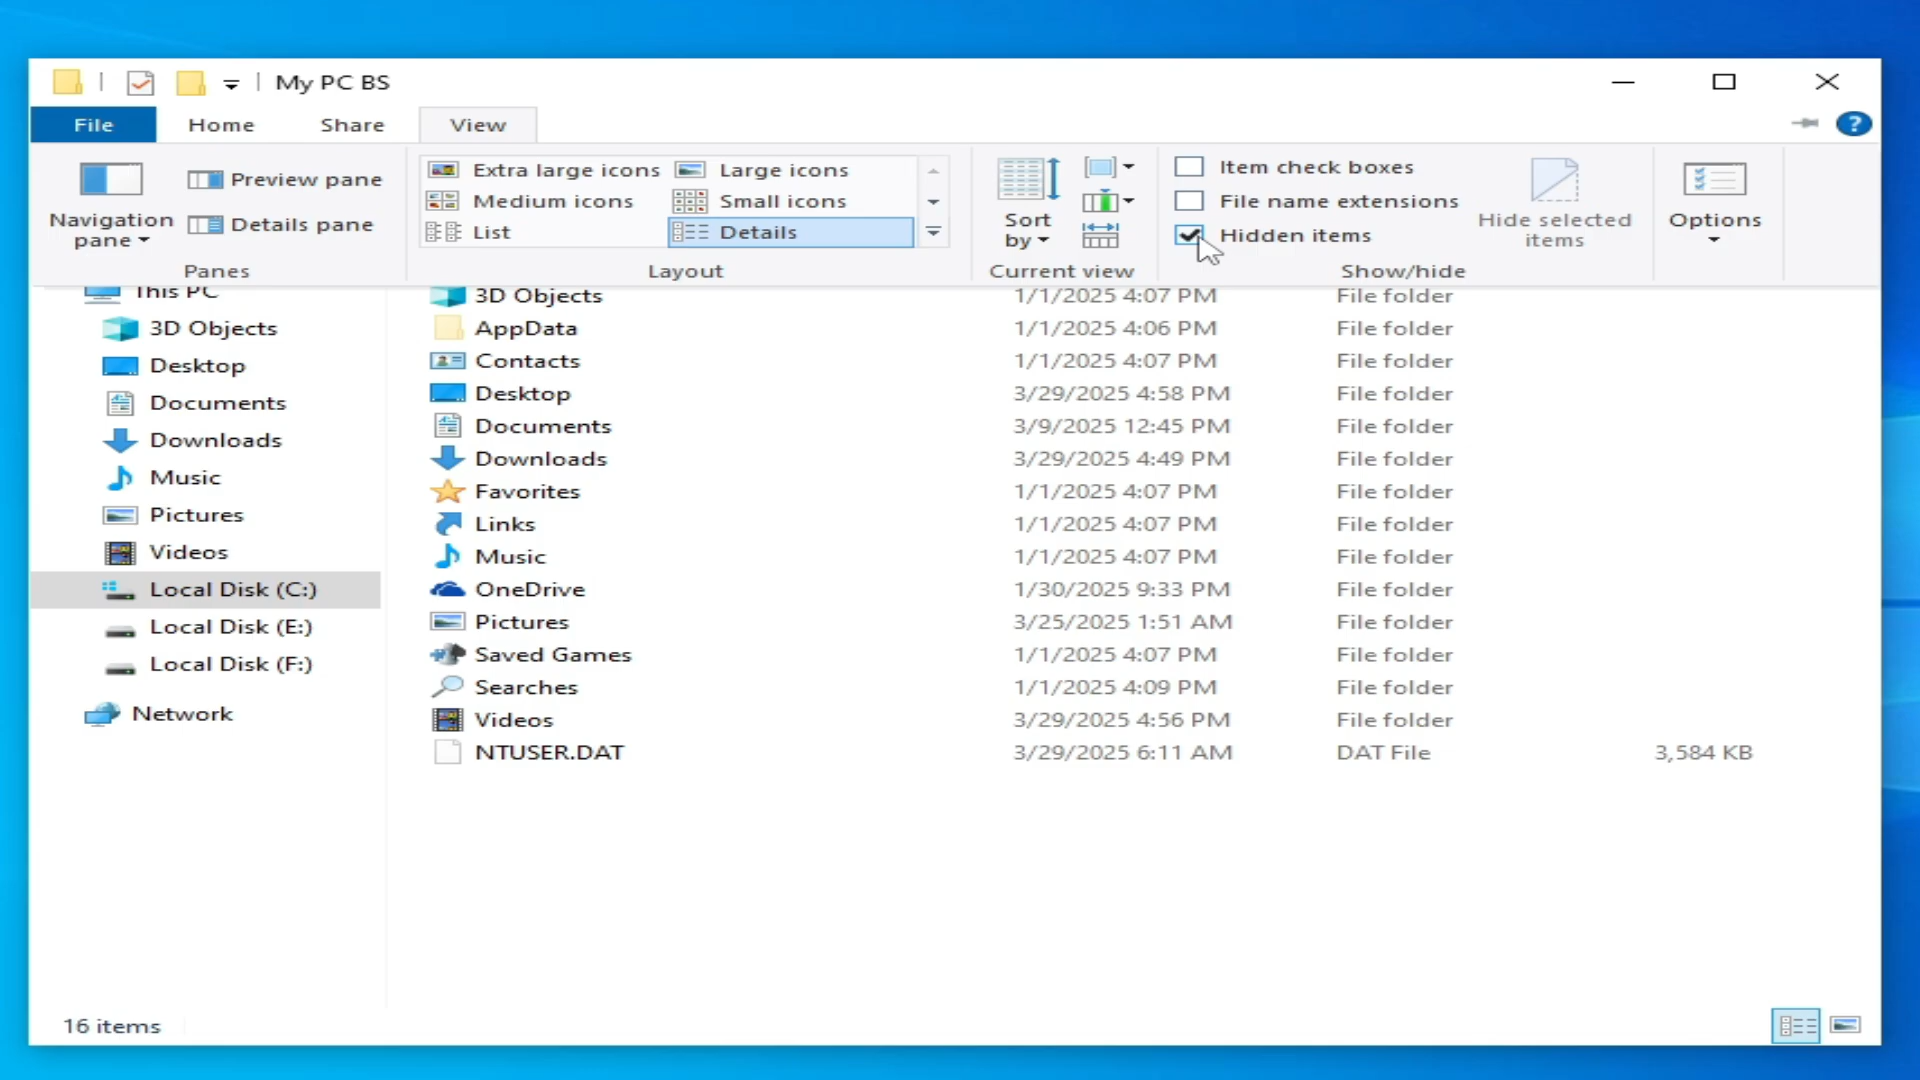 My PC BS
File Home Share View
Navigation pane
Preview pane
Details pane
Panes
Extra large icons Large icons
Medium icons Small icons
List Details
Layout
Sort by
Current view
Item check boxes
File name extensions
Hidden items
Hide selected items
Show/hide
Options
This PC
3D Objects
Desktop
Documents
Downloads
Music
Pictures
Videos
Local Disk (C:)
Local Disk (E:)
Local Disk (F:)
Network
3D Objects 1/1/2025 4:07 PM File folder
AppData 1/1/2025 4:06 PM File folder
Contacts 1/1/2025 4:07 PM File folder
Desktop 3/29/2025 4:58 PM File folder
Documents 3/9/2025 12:45 PM File folder
Downloads 3/29/2025 4:49 PM File folder
Favorites 1/1/2025 4:07 PM File folder
Links 1/1/2025 4:07 PM File folder
Music 1/1/2025 4:07 PM File folder
OneDrive 1/30/2025 9:33 PM File folder
Pictures 3/25/2025 1:51 AM File folder
Saved Games 1/1/2025 4:07 PM File folder
Searches 1/1/2025 4:09 PM File folder
Videos 3/29/2025 4:56 PM File folder
NTUSER.DAT 3/29/2025 6:11 AM DAT File 3,584 KB
16 items